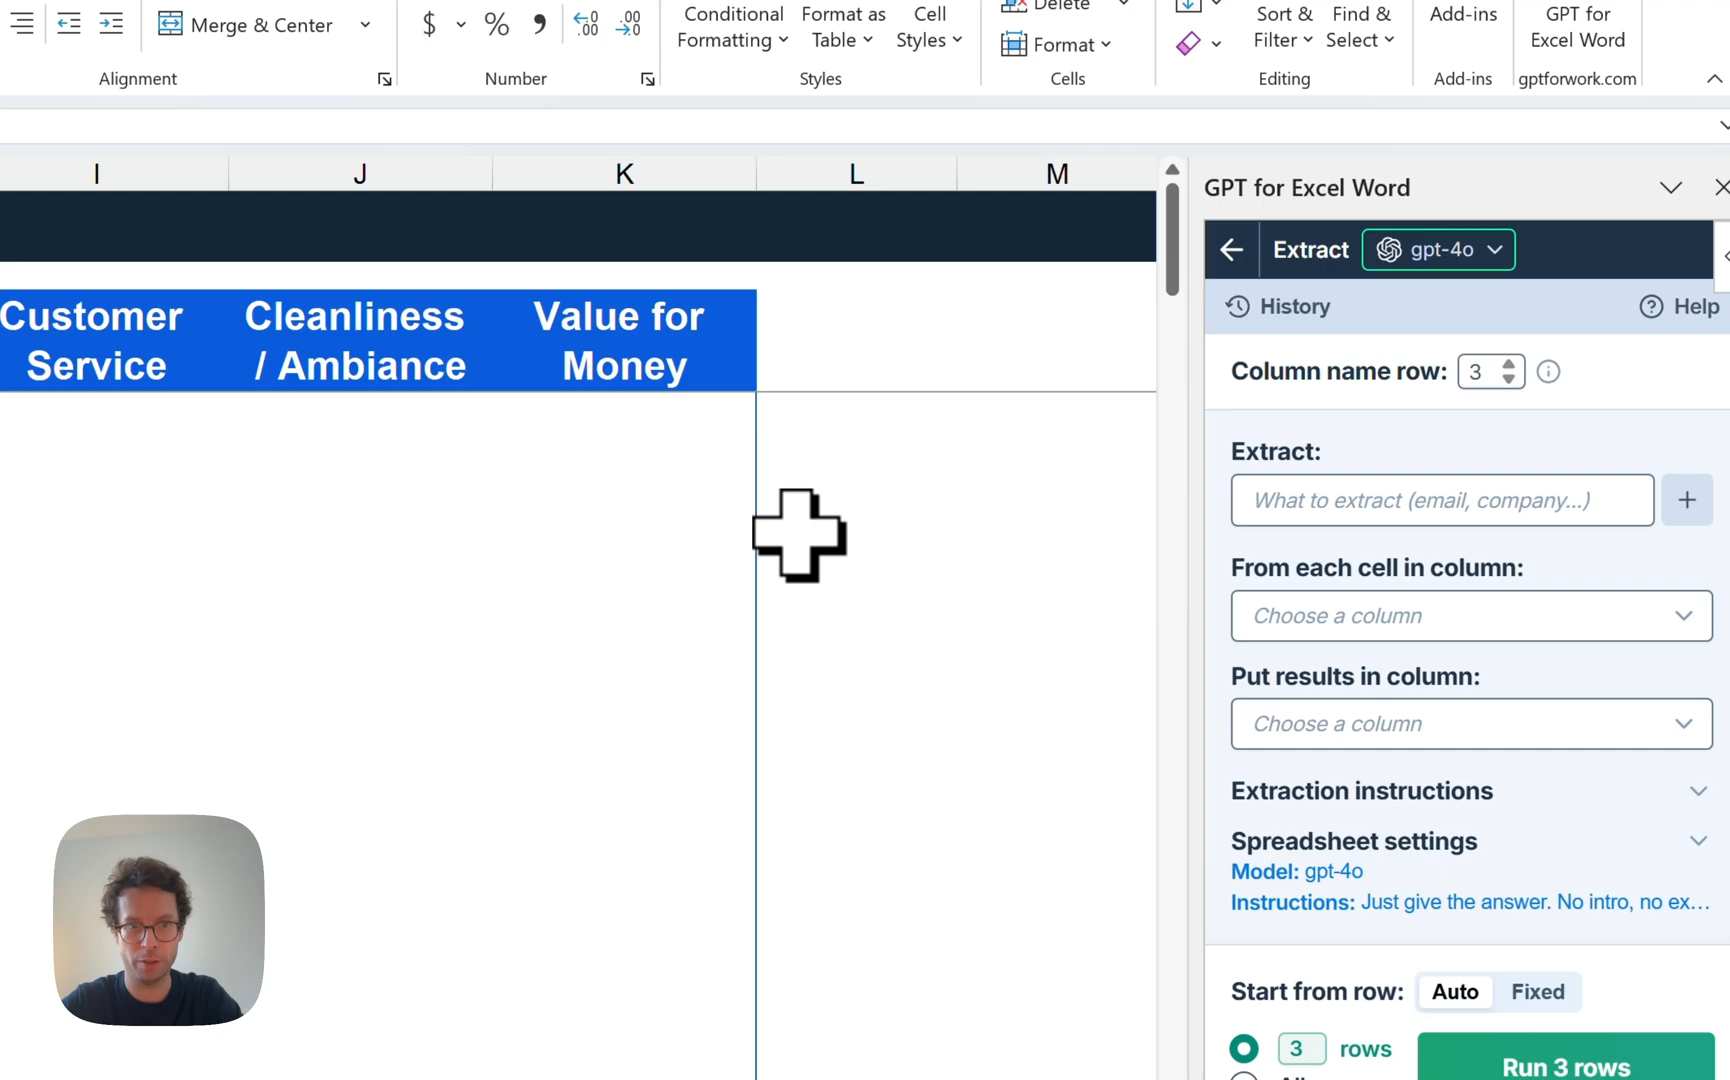 Merge & Center
$
%
Conditional
Formatting
Format as
Table
Cell
Styles
Delete
Format
Sort &
Filter
Find &
Select
Add-ins
GPT for
Excel Word
Alignment
Number
Styles
Cells
Editing
Add-ins
gptforwork.com
I
J
K
L
M
Customer
Service
Cleanliness
/ Ambiance
Value for
Money
GPT for Excel Word
Extract
gpt-4o
History
Help
Column name row:
3
Extract:
What to extract (email, company...)
From each cell in column:
Choose a column
Put results in column:
Choose a column
Extraction instructions
Spreadsheet settings
Model: gpt-4o
Instructions: Just give the answer. No intro, no ex...
Start from row:
Auto
Fixed
3
rows
Run 3 rows